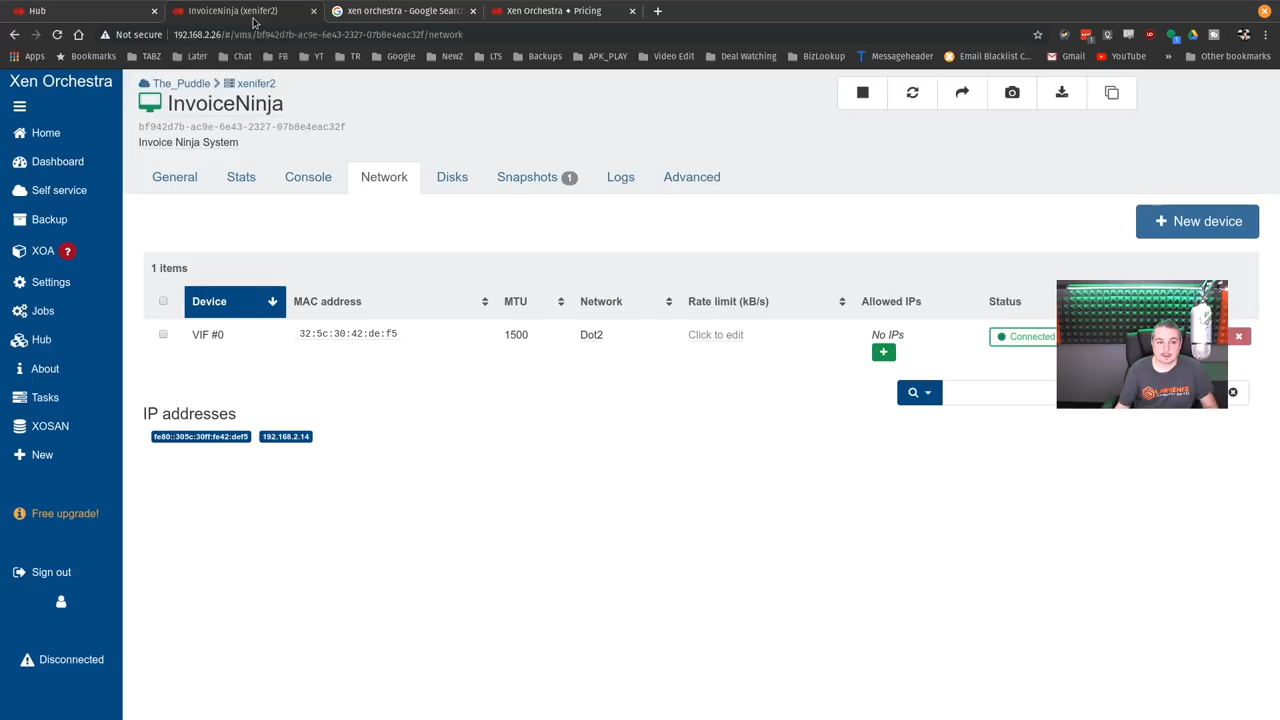 Hub
InvoiceNinja (xenifer2)
xen orchestra - Google Searc
Xen Orchestra ✦ Pricing
Not secure
192.168.2.26/#/vms/bf942d7b-ac9e-6e43-2327-07b8e4eac32f/network
Apps
Bookmarks
TABZ
Later
Chat
FB
YT
TR
Google
NewZ
LTS
Backups
APK_PLAY
Video Edit
Deal Watching
BizLookup
Messageheader
Email Blacklist C...
Gmail
YouTube
»
Other bookmarks
Xen Orchestra
Home
Dashboard
Self service
Backup
XOA ?
Settings
Jobs
Hub
About
Tasks
XOSAN
New
Free upgrade!
Sign out
Disconnected
The_Puddle > xenifer2
InvoiceNinja
bf942d7b-ac9e-6e43-2327-07b8e4eac32f
Invoice Ninja System
General
Stats
Console
Network
Disks
Snapshots 1
Logs
Advanced
+ New device
1 items
Device
MAC address
MTU
Network
Rate limit (kB/s)
Allowed IPs
Status
VIF #0
32:5c:30:42:de:f5
1500
Dot2
Click to edit
No IPs
Connected
IP addresses
fe80::305c:30ff:fe42:def5
192.168.2.14
LAWRENCE